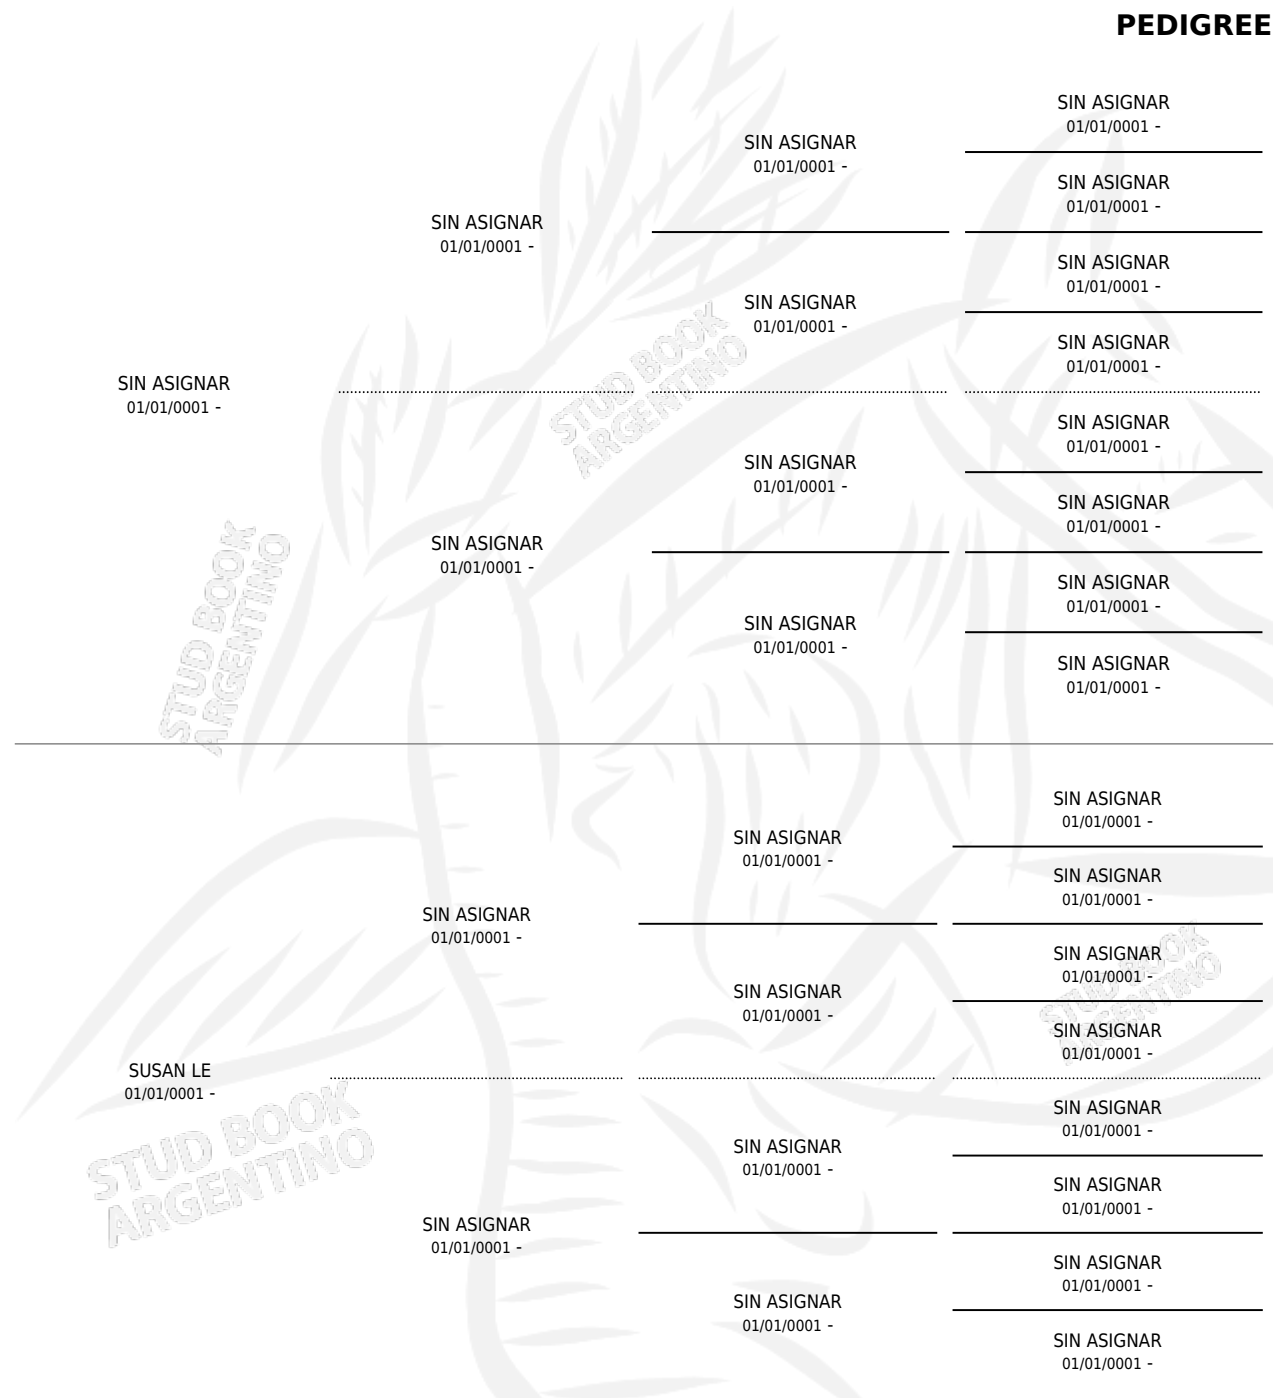 PEDIGREE
SIN ASIGNAR
01/01/0001 -
SIN ASIGNAR
01/01/0001 -
SIN ASIGNAR
01/01/0001 -
SIN ASIGNAR
01/01/0001 -
SIN ASIGNAR
01/01/0001 -
SIN ASIGNAR
01/01/0001 -
SIN ASIGNAR
01/01/0001 -
STUD BOOK
ARGENTINO
SIN ASIGNAR
01/01/0001 -
SIN ASIGNAR
01/01/0001 -
SIN ASIGNAR
01/01/0001 -
SIN ASIGNAR
01/01/0001 -
SIN ASIGNAR
01/01/0001 -
STUD BOOK
ARGENTINO
SIN ASIGNAR
01/01/0001 -
SIN ASIGNAR
01/01/0001 -
SIN ASIGNAR
01/01/0001 -
SIN ASIGNAR
01/01/0001 -
SIN ASIGNAR
01/01/0001 -
SIN ASIGNAR
01/01/0001 -
SIN ASIGNAR
01/01/0001 -
SIN ASIGNAR
01/01/0001 -
SIN ASIGNAR
01/01/0001 -
STUD BOOK
ARGENTINO
SIN ASIGNAR
01/01/0001 -
SIN ASIGNAR
01/01/0001 -
SIN ASIGNAR
01/01/0001 -
SUSAN LE
01/01/0001 -
STUD BOOK
ARGENTINO
SIN ASIGNAR
01/01/0001 -
SIN ASIGNAR
01/01/0001 -
SIN ASIGNAR
01/01/0001 -
SIN ASIGNAR
01/01/0001 -
SIN ASIGNAR
01/01/0001 -
SIN ASIGNAR
01/01/0001 -
SIN ASIGNAR
01/01/0001 -